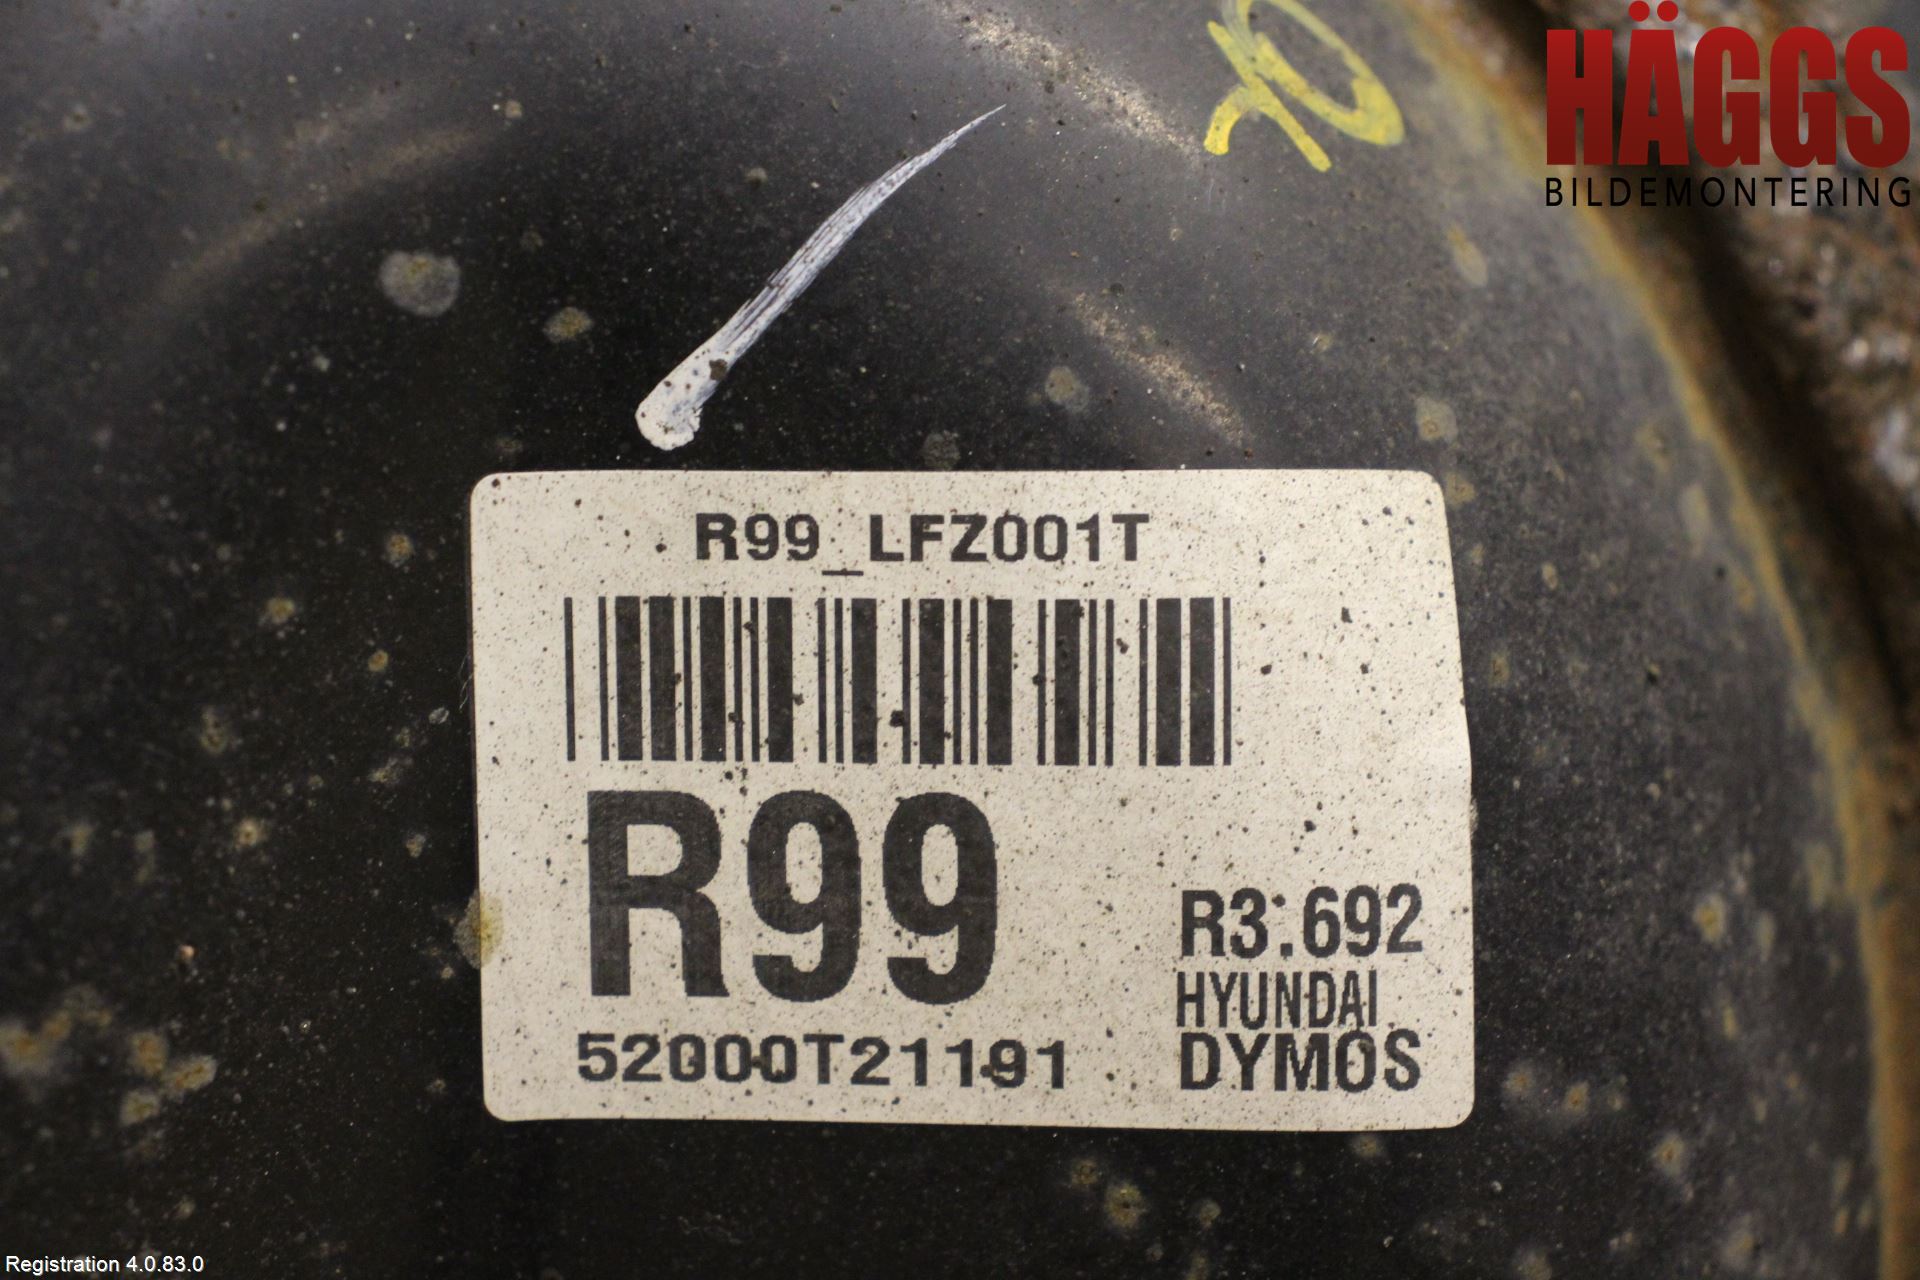 HÄGGS
BILDEMONTERING
R99_LFZ001T
R99
R3.692
HYUNDAI
DYMOS
52000T21191
Registration 4.0.83.0